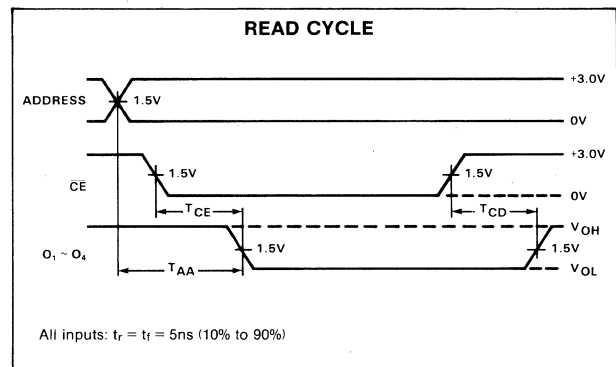 READ CYCLE
ADDRESS
1.5V
+3.0V
0V
CE
1.5V
1.5V
+3.0V
0V
TCE
TCD
O1 ~ O4
1.5V
1.5V
VOH
VOL
TAA
All inputs: tr = tf = 5ns (10% to 90%)